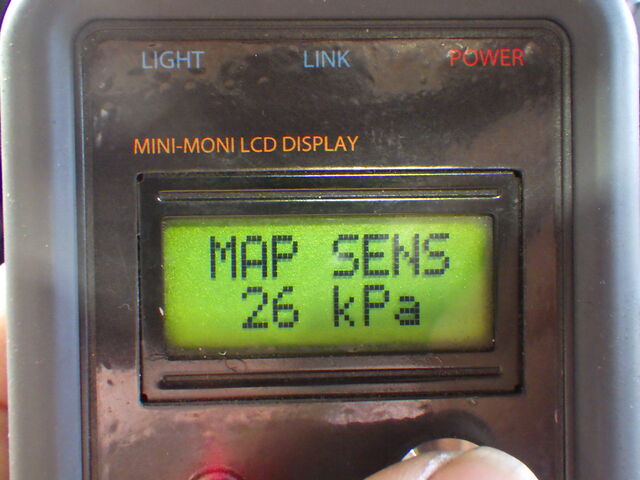 LIGHT LINK POWER
MINI-MONI LCD DISPLAY
MAP SENS
26 kPa